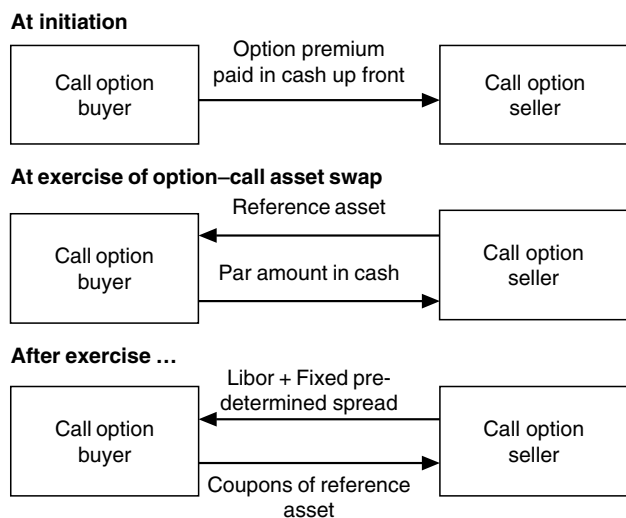 At initiation
Call option
buyer
Option premium
paid in cash up front
Call option
seller
At exercise of option–call asset swap
Call option
buyer
Reference asset
Par amount in cash
Call option
seller
After exercise ...
Call option
buyer
Libor + Fixed pre-
determined spread
Coupons of reference
asset
Call option
seller